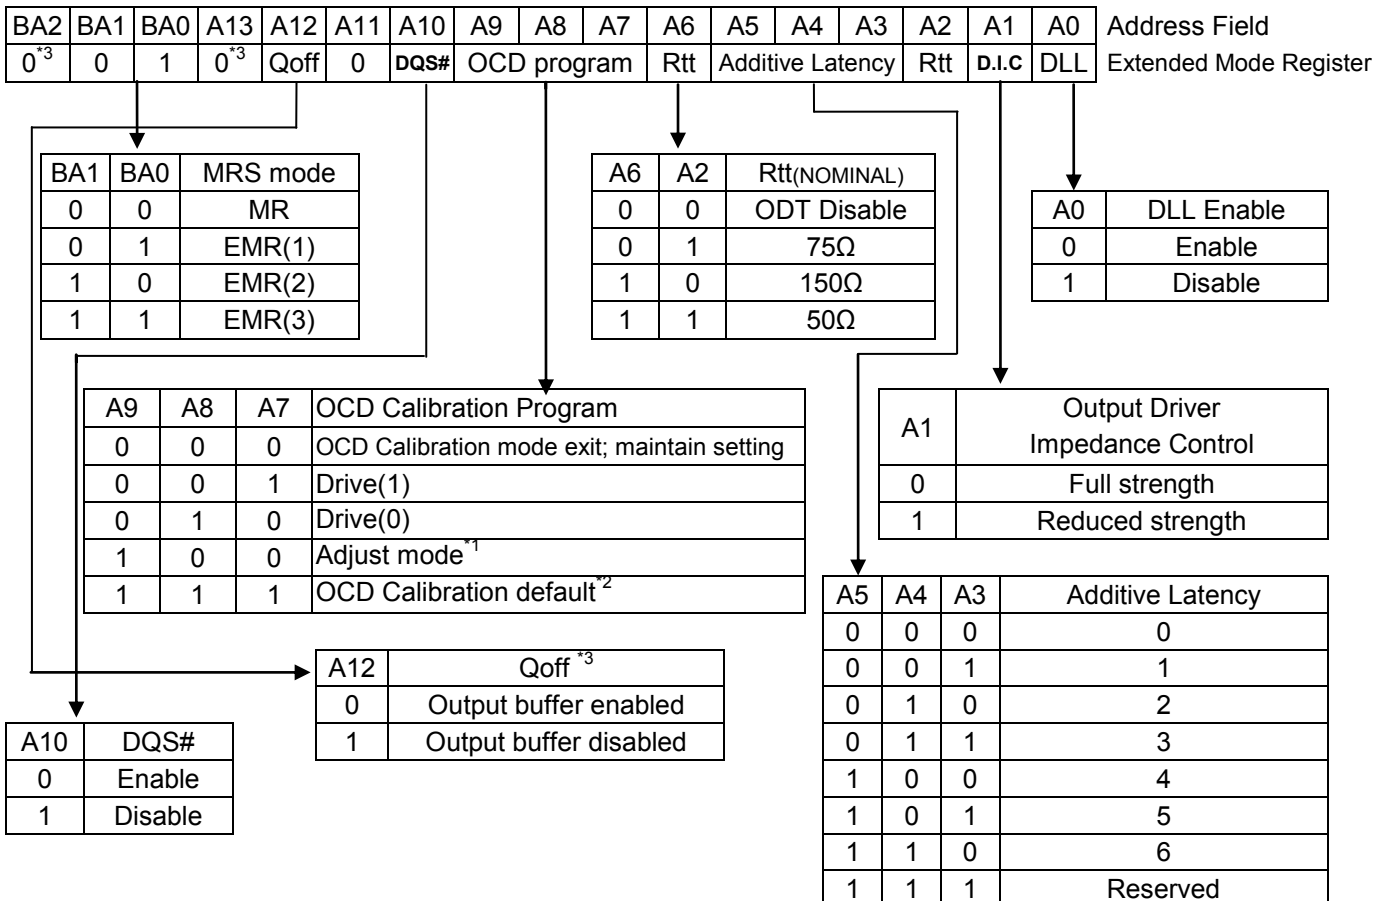 BA2 BA1 BA0 A13 A12 A11 A10 A9 A8 A7 A6 A5 A4 A3 A2 A1 A0 Address Field
0*3 0 1 0*3 Qoff 0 DQS# OCD program Rtt Additive Latency Rtt D.I.C DLL Extended Mode Register
BA1 BA0 MRS mode
0 0 MR
0 1 EMR(1)
1 0 EMR(2)
1 1 EMR(3)
A6 A2 Rtt(NOMINAL)
0 0 ODT Disable
0 1 75Ω
1 0 150Ω
1 1 50Ω
A0 DLL Enable
0 Enable
1 Disable
A9 A8 A7 OCD Calibration Program
0 0 0 OCD Calibration mode exit; maintain setting
0 0 1 Drive(1)
0 1 0 Drive(0)
1 0 0 Adjust mode*1
1 1 1 OCD Calibration default*2
A1 Output Driver
Impedance Control
0 Full strength
1 Reduced strength
A12 Qoff *3
0 Output buffer enabled
1 Output buffer disabled
A10 DQS#
0 Enable
1 Disable
A5 A4 A3 Additive Latency
0 0 0 0
0 0 1 1
0 1 0 2
0 1 1 3
1 0 0 4
1 0 1 5
1 1 0 6
1 1 1 Reserved